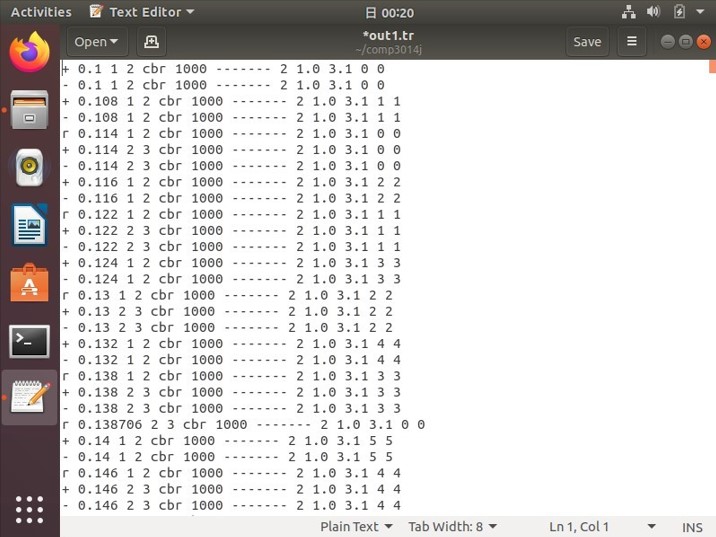 Activities Text Editor 日 00:20
Open *out1.tr Save
~/comp3014j
+ 0.1 1 2 cbr 1000 ------- 2 1.0 3.1 0 0
- 0.1 1 2 cbr 1000 ------- 2 1.0 3.1 0 0
+ 0.108 1 2 cbr 1000 ------- 2 1.0 3.1 1 1
- 0.108 1 2 cbr 1000 ------- 2 1.0 3.1 1 1
r 0.114 1 2 cbr 1000 ------- 2 1.0 3.1 0 0
+ 0.114 2 3 cbr 1000 ------- 2 1.0 3.1 0 0
- 0.114 2 3 cbr 1000 ------- 2 1.0 3.1 0 0
+ 0.116 1 2 cbr 1000 ------- 2 1.0 3.1 2 2
- 0.116 1 2 cbr 1000 ------- 2 1.0 3.1 2 2
r 0.122 1 2 cbr 1000 ------- 2 1.0 3.1 1 1
+ 0.122 2 3 cbr 1000 ------- 2 1.0 3.1 1 1
- 0.122 2 3 cbr 1000 ------- 2 1.0 3.1 1 1
+ 0.124 1 2 cbr 1000 ------- 2 1.0 3.1 3 3
- 0.124 1 2 cbr 1000 ------- 2 1.0 3.1 3 3
r 0.13 1 2 cbr 1000 ------- 2 1.0 3.1 2 2
+ 0.13 2 3 cbr 1000 ------- 2 1.0 3.1 2 2
- 0.13 2 3 cbr 1000 ------- 2 1.0 3.1 2 2
+ 0.132 1 2 cbr 1000 ------- 2 1.0 3.1 4 4
- 0.132 1 2 cbr 1000 ------- 2 1.0 3.1 4 4
r 0.138 1 2 cbr 1000 ------- 2 1.0 3.1 3 3
+ 0.138 2 3 cbr 1000 ------- 2 1.0 3.1 3 3
- 0.138 2 3 cbr 1000 ------- 2 1.0 3.1 3 3
r 0.138706 2 3 cbr 1000 ------- 2 1.0 3.1 0 0
+ 0.14 1 2 cbr 1000 ------- 2 1.0 3.1 5 5
- 0.14 1 2 cbr 1000 ------- 2 1.0 3.1 5 5
r 0.146 1 2 cbr 1000 ------- 2 1.0 3.1 4 4
+ 0.146 2 3 cbr 1000 ------- 2 1.0 3.1 4 4
- 0.146 2 3 cbr 1000 ------- 2 1.0 3.1 4 4
Plain Text Tab Width: 8 Ln 1, Col 1 INS